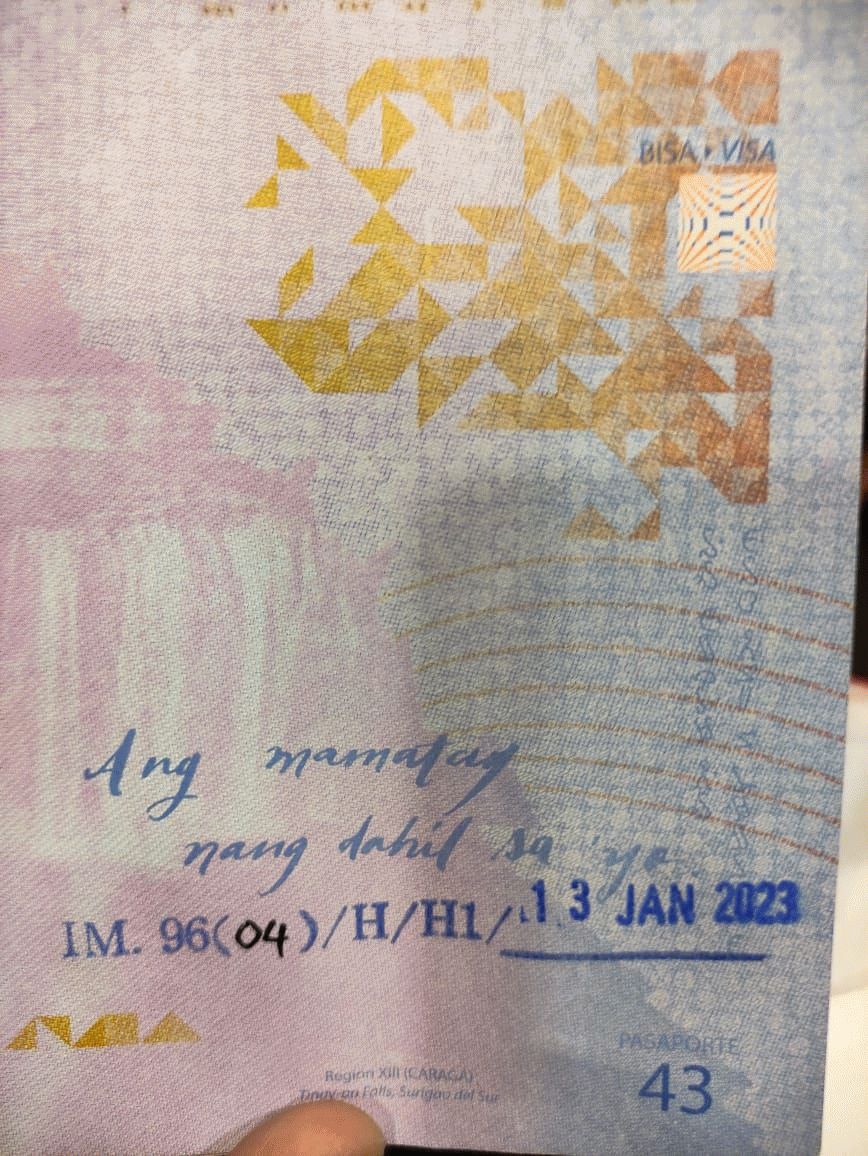 BISA • VISA
Ang mamatay
nang dahil sa 'yo
IM. 96(04)/H/H1/ 13 JAN 2023
PASAPORTE
43
Region XIII (CARAGA)
Tinuy-an Falls, Surigao del Sur